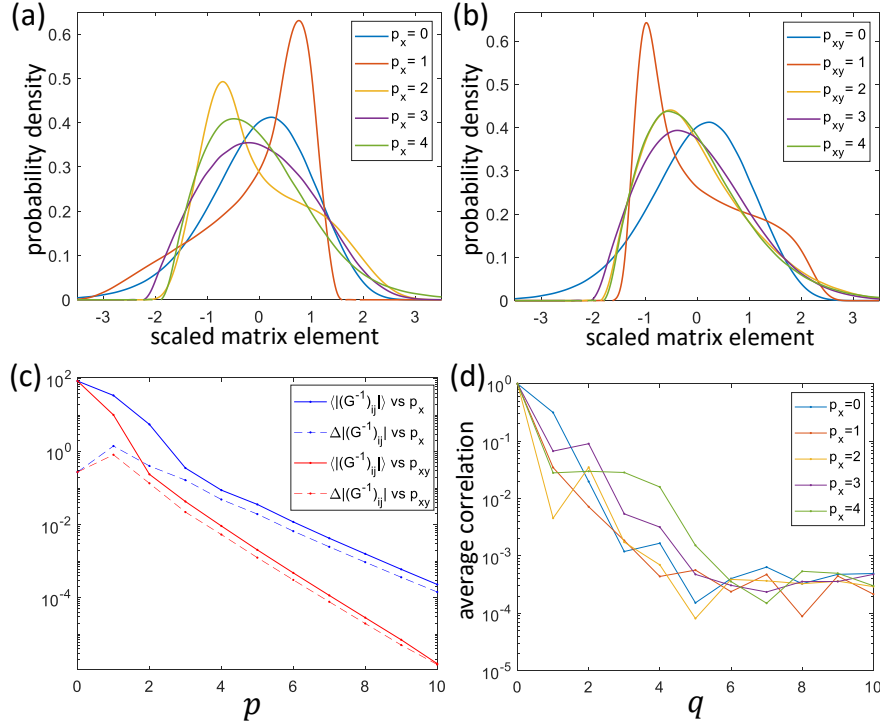 (a)
probability density
0.6
0.5
0.4
0.3
0.2
0.1
0
-3 -2 -1 0 1 2 3
scaled matrix element
p_x = 0
p_x = 1
p_x = 2
p_x = 3
p_x = 4
(b)
probability density
0.6
0.5
0.4
0.3
0.2
0.1
0
-3 -2 -1 0 1 2 3
scaled matrix element
p_xy = 0
p_xy = 1
p_xy = 2
p_xy = 3
p_xy = 4
(c)
10^2
10^0
10^-2
10^-4
0 2 4 6 8 10
p
⟨|(G^-1)_ij|⟩ vs p_x
Δ|(G^-1)_ij| vs p_x
⟨|(G^-1)_ij|⟩ vs p_xy
Δ|(G^-1)_ij| vs p_xy
(d)
average correlation
10^0
10^-1
10^-2
10^-3
10^-4
10^-5
0 2 4 6 8 10
q
p_x=0
p_x=1
p_x=2
p_x=3
p_x=4